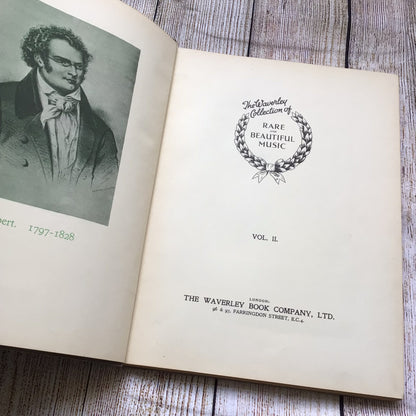 bert. 1797-1828
The Waverley
Collection of
RARE
AND
BEAUTIFUL
MUSIC
VOL. II.
LONDON:
THE WAVERLEY BOOK COMPANY, LTD.
96 & 97, FARRINGDON STREET, E.C.4.